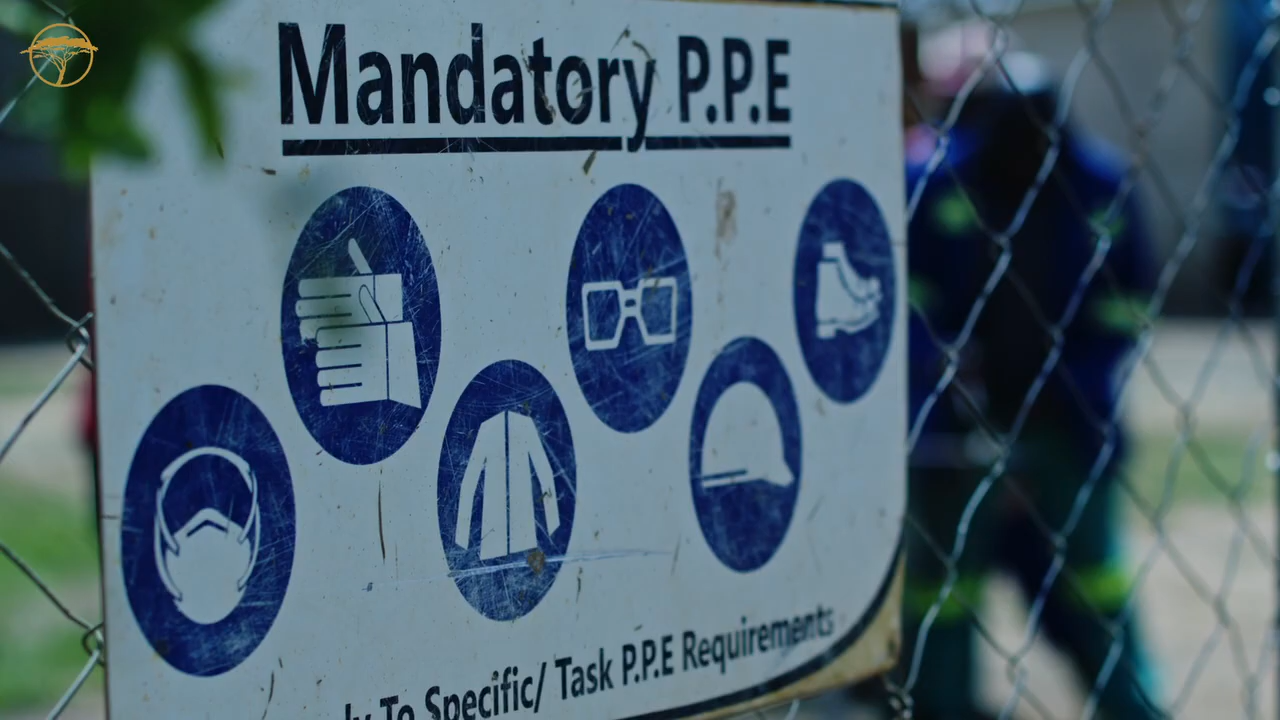 Mandatory P.P.E
To Specific/ Task P.P.E Requirements